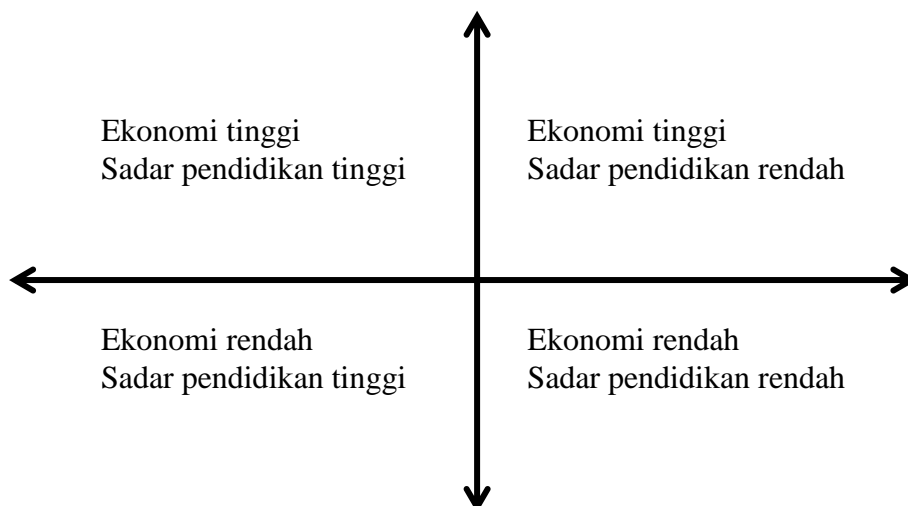 Ekonomi tinggi
Sadar pendidikan tinggi
Ekonomi tinggi
Sadar pendidikan rendah
Ekonomi rendah
Sadar pendidikan tinggi
Ekonomi rendah
Sadar pendidikan rendah